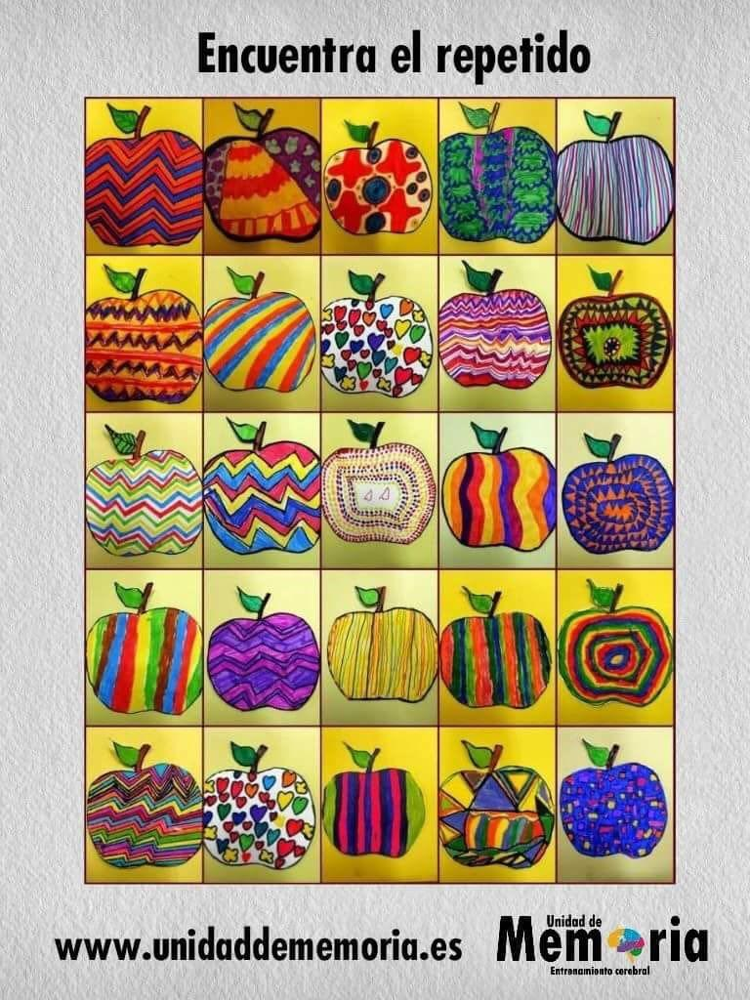 Encuentra el repetido
www.unidaddememoria.es
Unidad de
Memoria
Entrenamiento cerebral